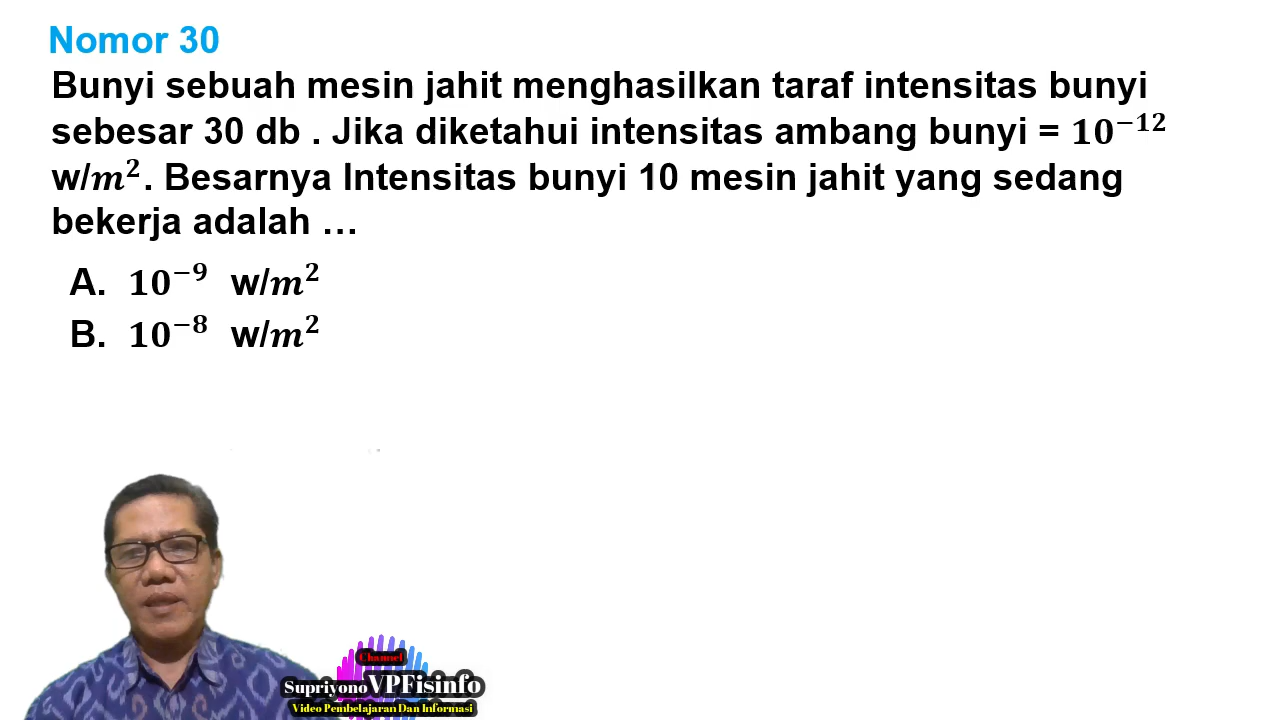 Nomor 30
Bunyi sebuah mesin jahit menghasilkan taraf intensitas bunyi
sebesar 30 db . Jika diketahui intensitas ambang bunyi = 10⁻¹²
w/m². Besarnya Intensitas bunyi 10 mesin jahit yang sedang
bekerja adalah …
A. 10⁻⁹ w/m²
B. 10⁻⁸ w/m²
Channel
SupriyonoVPFisinfo
Video Pembelajaran Dan Informasi